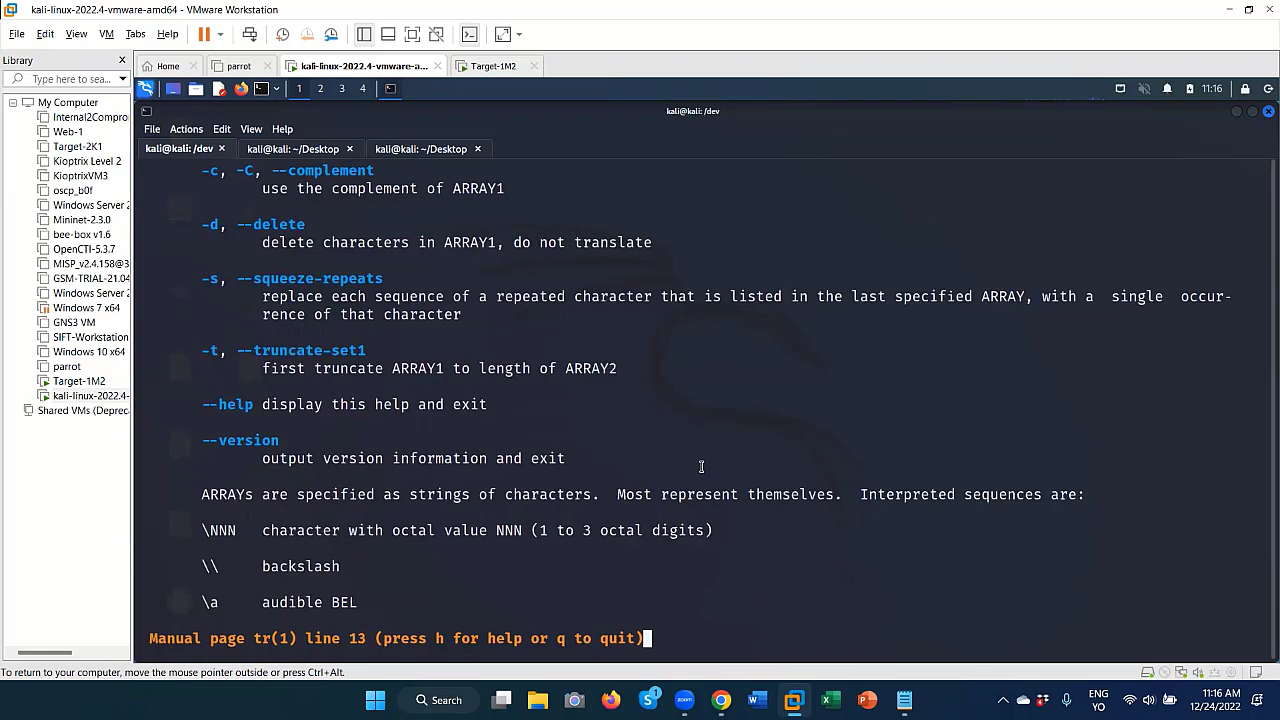 kali-linux-2022.4-vmware-amd64 - VMware Workstation
File Edit View VM Tabs Help
Library
Type here to sea...
Home parrot kali-linux-2022.4-vmware-a... Target-1M2
My Computer
Internal2Compro
Web-1
Target-2K1
Kioptrix Level 2
KioptrixVM3
oscp_b0f
Windows Server 2
Mininet-2.3.0
bee-box v1.6
OpenCTI-5.3.7
MISP_v2.4.158@3
GSM-TRIAL-21.04
Windows Server 2
Windows 7 x64
GNS3 VM
SIFT-Workstation
Windows 10 x64
parrot
Target-1M2
kali-linux-2022.4-
Shared VMs (Deprec
1 2 3 4
11:16
kali@kali: /dev
File Actions Edit View Help
kali@kali: /dev kali@kali: ~/Desktop kali@kali: ~/Desktop
-c, -C, --complement
use the complement of ARRAY1
-d, --delete
delete characters in ARRAY1, do not translate
-s, --squeeze-repeats
replace each sequence of a repeated character that is listed in the last specified ARRAY, with a single occur-
rence of that character
-t, --truncate-set1
first truncate ARRAY1 to length of ARRAY2
--help display this help and exit
--version
output version information and exit
ARRAYs are specified as strings of characters. Most represent themselves. Interpreted sequences are:
\NNN character with octal value NNN (1 to 3 octal digits)
\\ backslash
\a audible BEL
Manual page tr(1) line 13 (press h for help or q to quit)
To return to your computer, move the mouse pointer outside or press Ctrl+Alt.
Search
zoom
ENG
YO
11:16 AM
12/24/2022